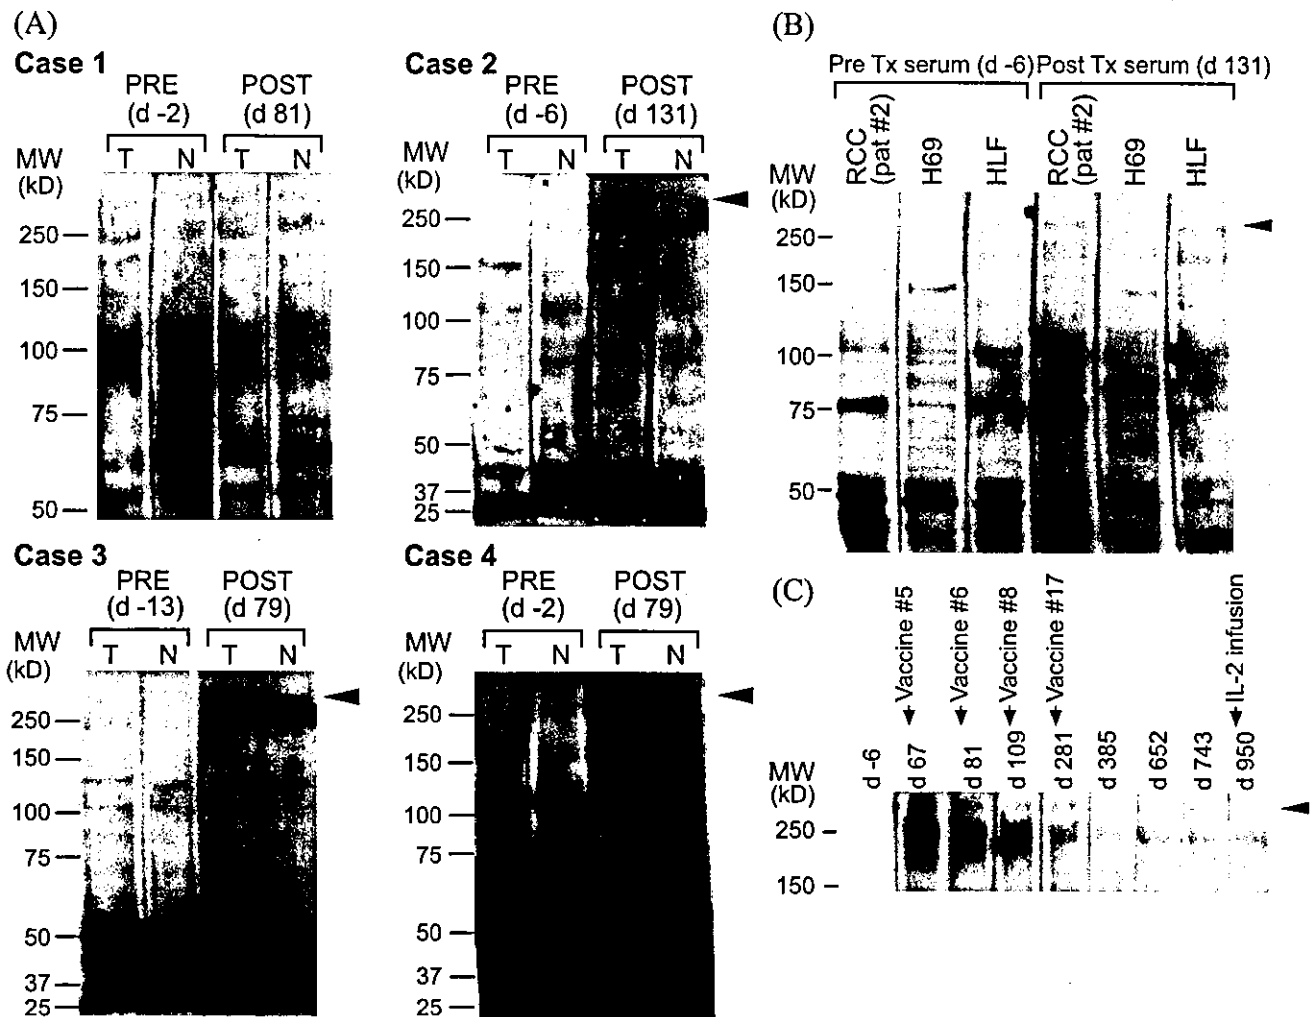 (A)
Case 1
PRE
(d -2)
POST
(d 81)
T N T N
MW
(kD)
250
150
100
75
50
Case 2
PRE
(d -6)
POST
(d 131)
T N T N
MW
(kD)
250
150
100
75
50
37
25
Case 3
PRE
(d -13)
POST
(d 79)
T N T N
MW
(kD)
250
150
100
75
50
37
25
Case 4
PRE
(d -2)
POST
(d 79)
T N T N
MW
(kD)
250
150
100
75
50
37
25
(B)
Pre Tx serum (d -6) Post Tx serum (d 131)
RCC
(pat #2)
H69
HLF
RCC
(pat #2)
H69
HLF
MW
(kD)
250
150
100
75
50
(C)
Vaccine #5
Vaccine #6
Vaccine #8
Vaccine #17
IL-2 infusion
d -6
d 67
d 81
d 109
d 281
d 385
d 652
d 743
d 950
MW
(kD)
250
150